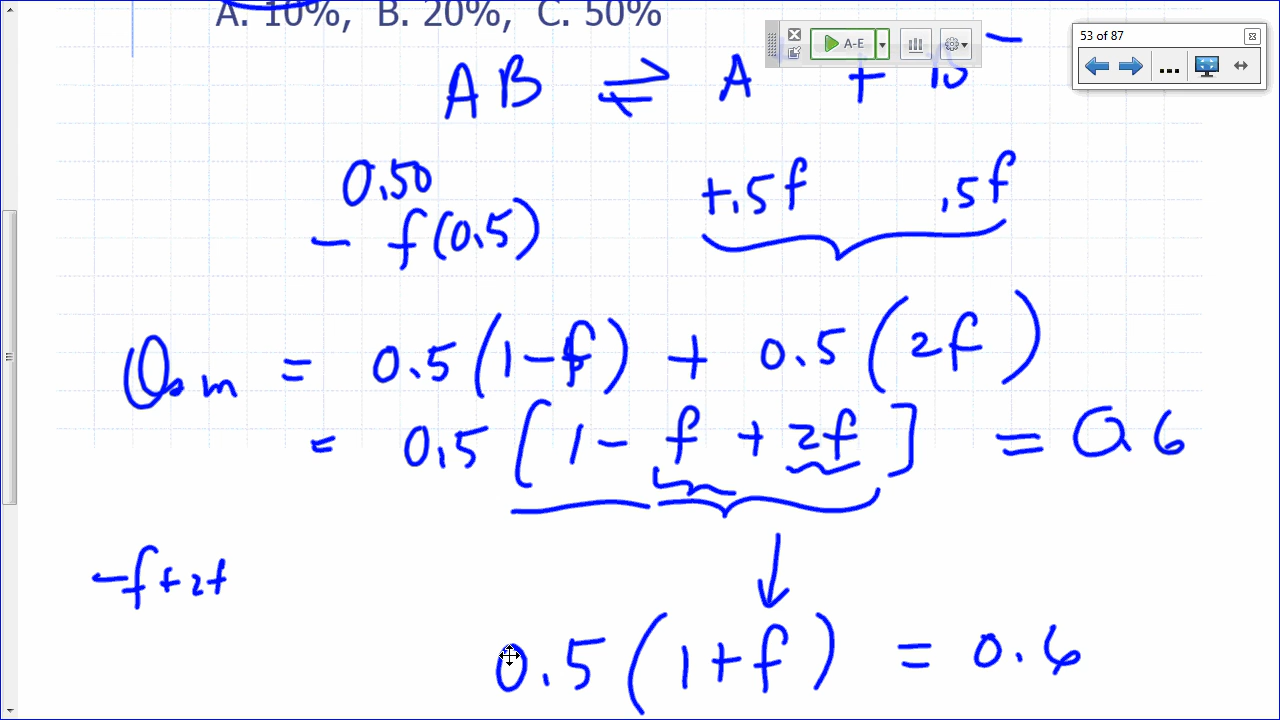 A. 10%, B. 20%, C. 50%
A-E
53 of 87
...
AB ⇌ A +
0.50
+.5f .5f
- f(0.5)
Osm = 0.5(1-f) + 0.5(2f)
= 0.5[1-f+2f] = 0.6
-f+2f
0.5(1+f) = 0.6